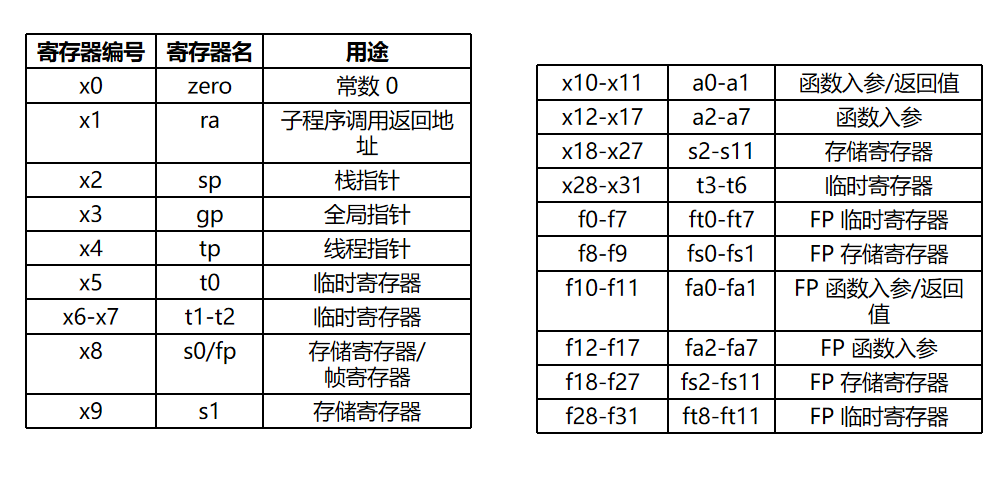 寄存器编号 寄存器名 用途
x0 zero 常数 0
x1 ra 子程序调用返回地
址
x2 sp 栈指针
x3 gp 全局指针
x4 tp 线程指针
x5 t0 临时寄存器
x6-x7 t1-t2 临时寄存器
x8 s0/fp 存储寄存器/
帧寄存器
x9 s1 存储寄存器
x10-x11 a0-a1 函数入参/返回值
x12-x17 a2-a7 函数入参
x18-x27 s2-s11 存储寄存器
x28-x31 t3-t6 临时寄存器
f0-f7 ft0-ft7 FP 临时寄存器
f8-f9 fs0-fs1 FP 存储寄存器
f10-f11 fa0-fa1 FP 函数入参/返回
值
f12-f17 fa2-fa7 FP 函数入参
f18-f27 fs2-fs11 FP 存储寄存器
f28-f31 ft8-ft11 FP 临时寄存器